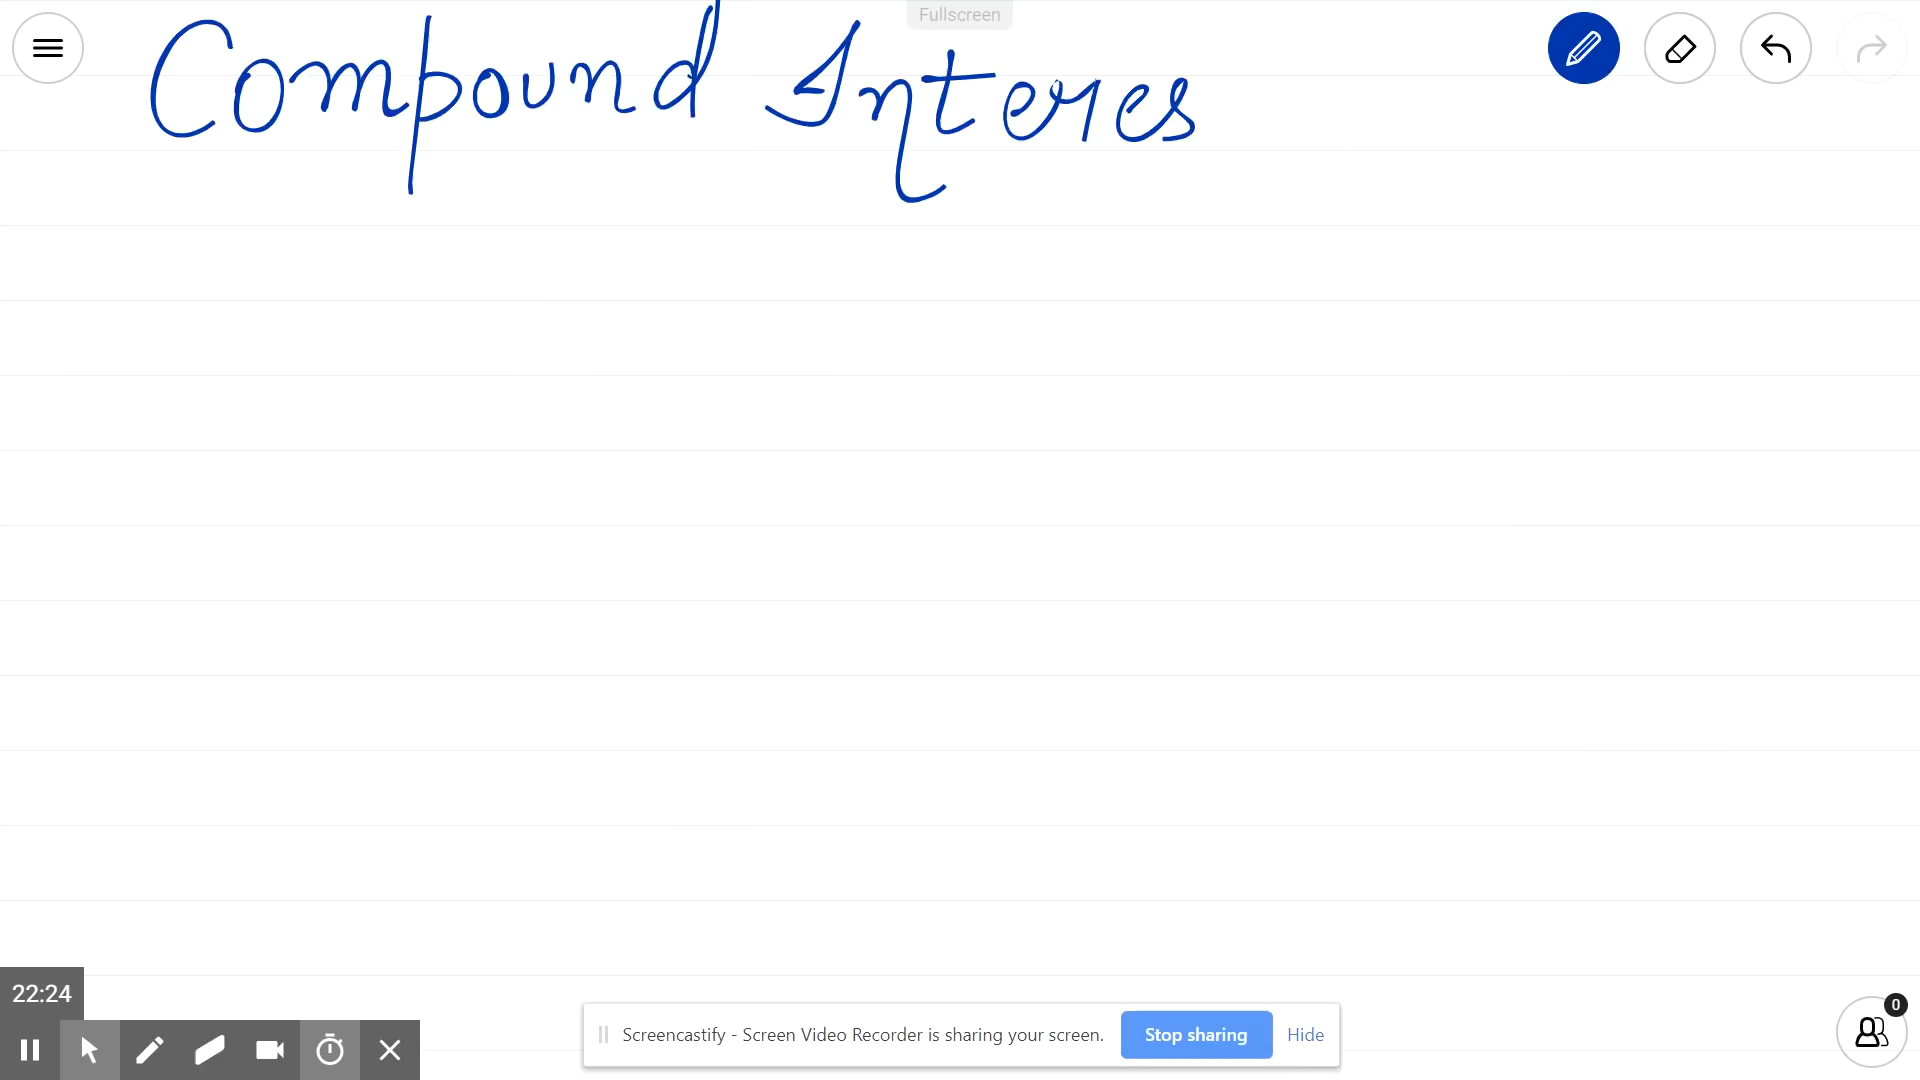 Fullscreen
Compound Interes
22:24
Screencastify - Screen Video Recorder is sharing your screen. Stop sharing Hide
0